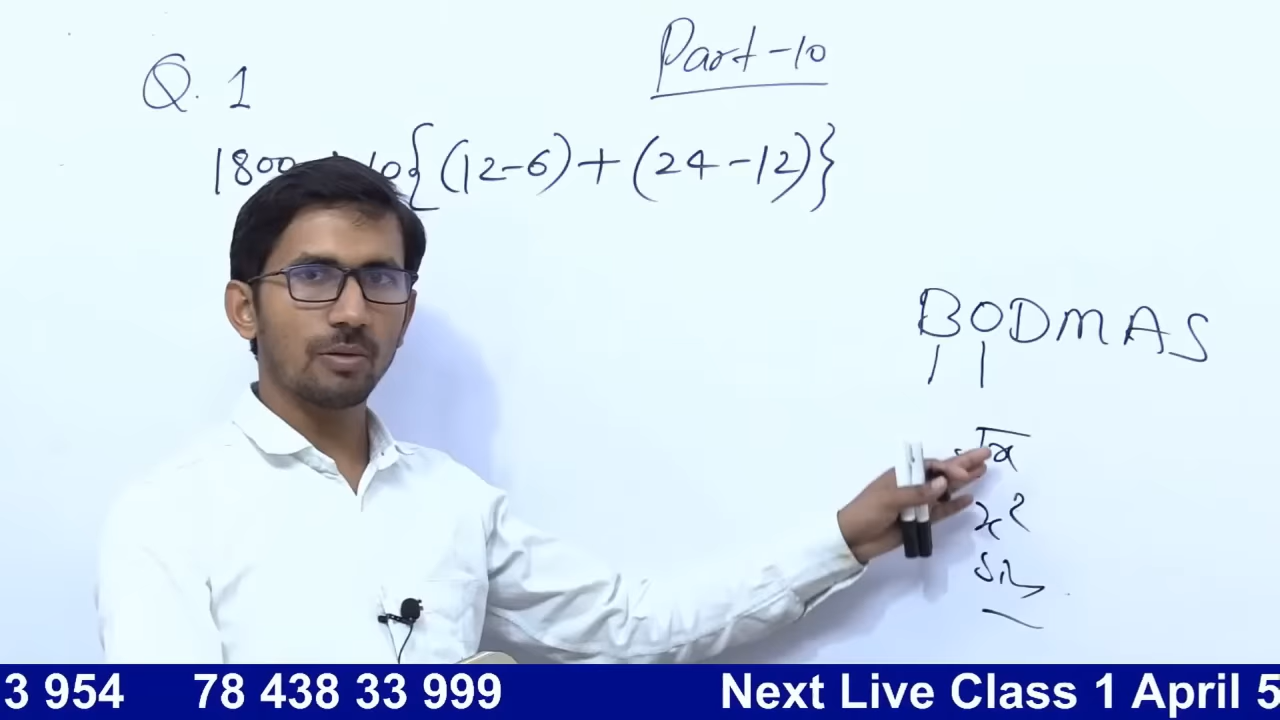 Part-10
Q. 1
1800 10{(12-6)+(24-12)}
BODMAS
√x
x²
Sin
3 954 78 438 33 999 Next Live Class 1 April 5